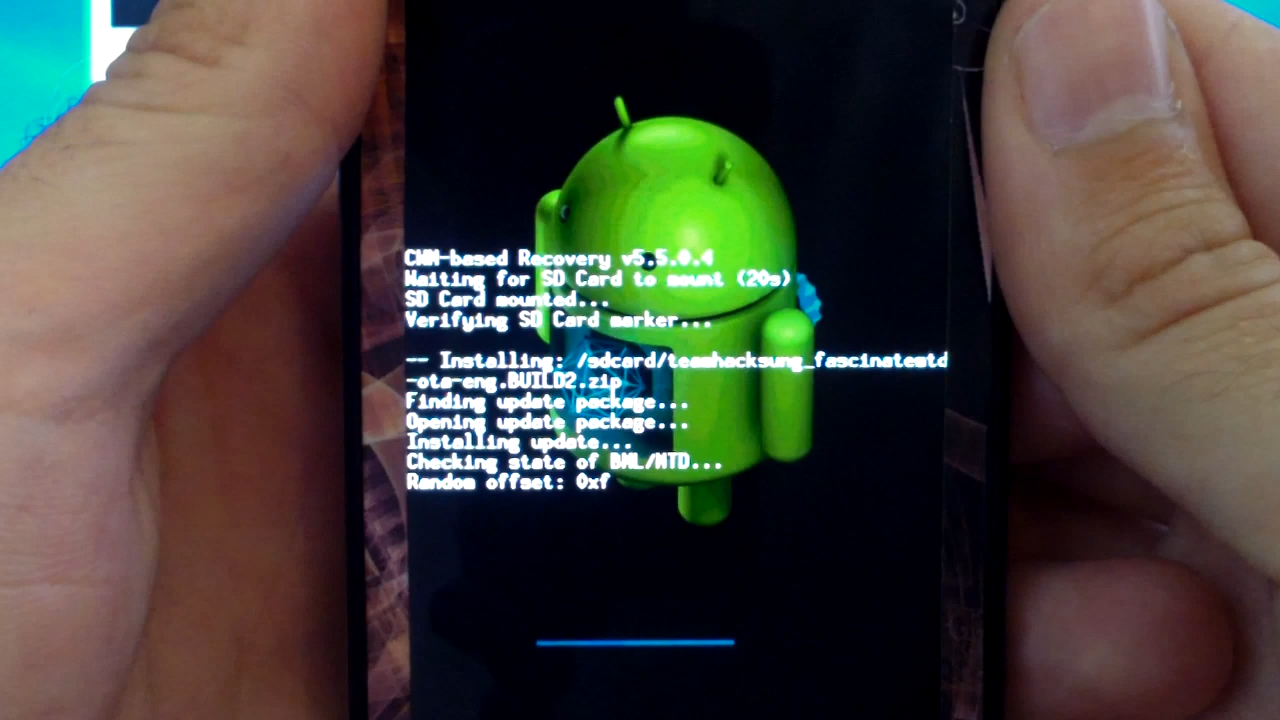 CWM-based Recovery v5.5.0.4
Waiting for SD Card to mount (20s)
SD Card mounted...
Verifying SD Card marker...
-- Installing: /sdcard/teamhacksung_fascinatemtd
-ota-eng.BUILD2.zip
Finding update package...
Opening update package...
Installing update...
Checking state of BML/MTD...
Random offset: 0xf